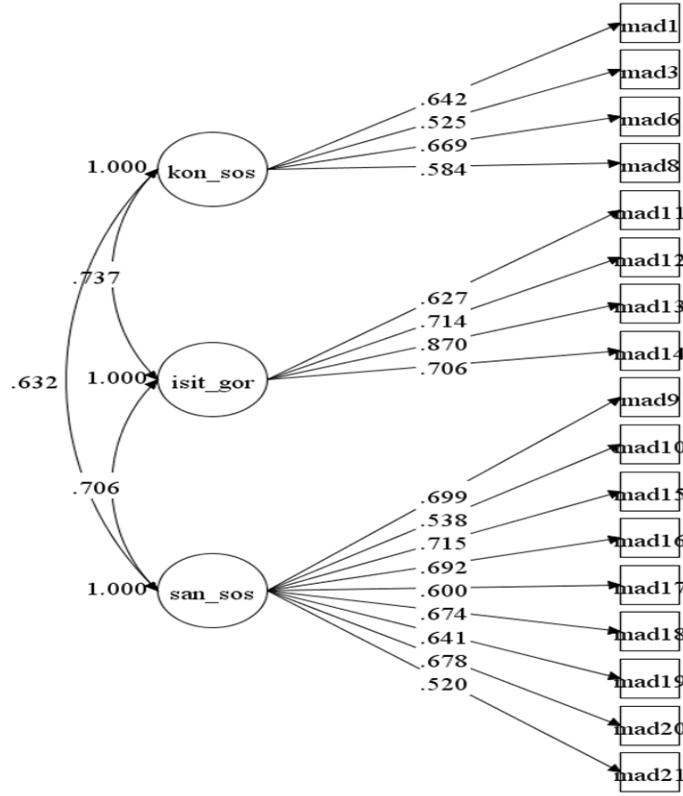 mad1
mad3
.642
.525
mad6
.669
1.000
kon_sos
.584
mad8
mad11
mad12
.737
.627
mad13
.714
.870
mad14
.706
.632
1.000
isit_gor
mad9
mad10
.706
.699
mad15
.538
.715
mad16
.692
1.000
san_sos
.600
mad17
.674
mad18
.641
.678
mad19
.520
mad20
mad21